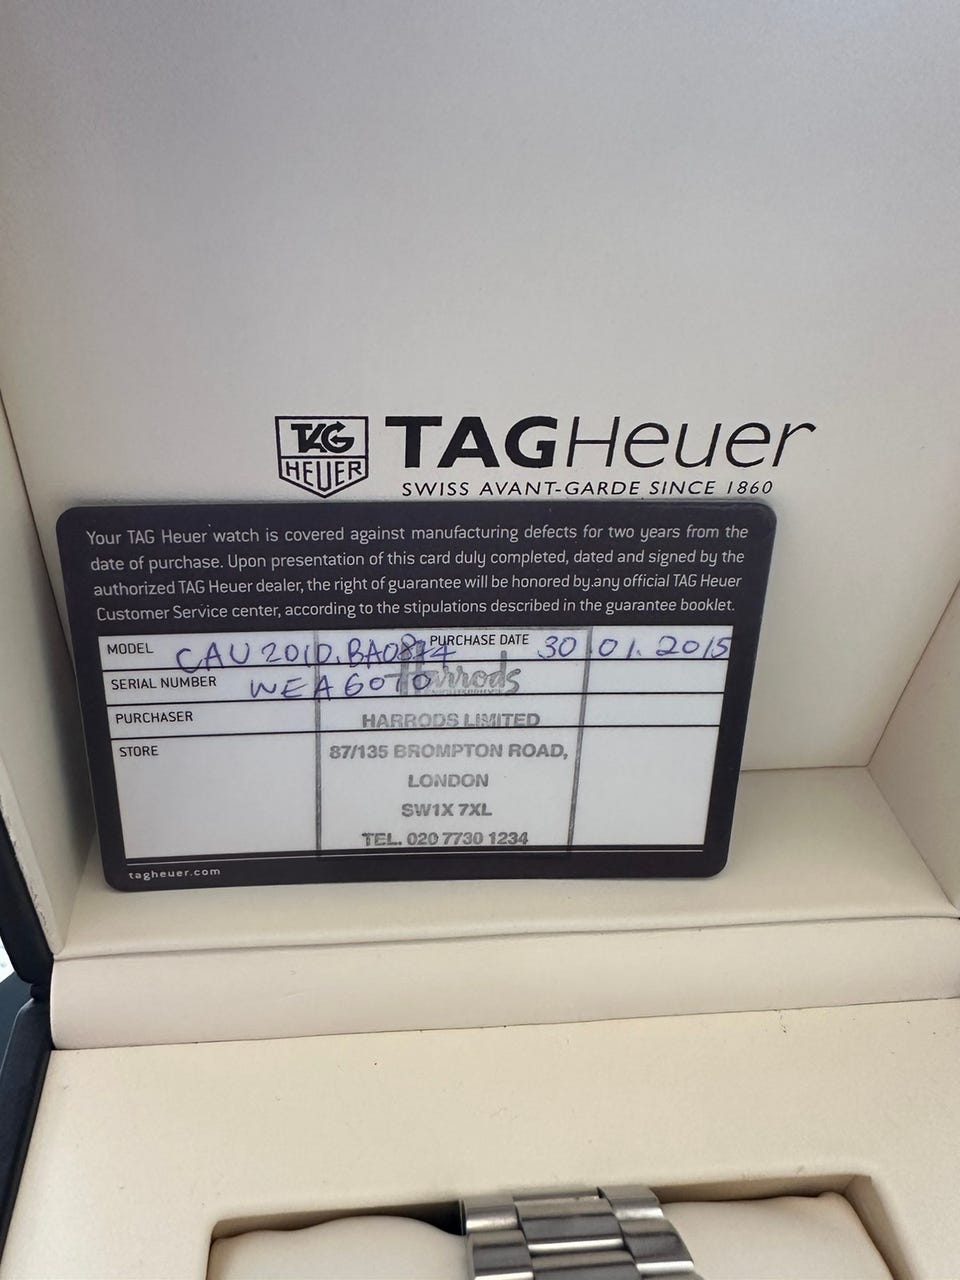 TAG
HEUER
TAGHeuer
SWISS AVANT-GARDE SINCE 1860
Your TAG Heuer watch is covered against manufacturing defects for two years from the
date of purchase. Upon presentation of this card duly completed, dated and signed by the
authorized TAG Heuer dealer, the right of guarantee will be honored by any official TAG Heuer
Customer Service center, according to the stipulations described in the guarantee booklet.
MODEL CAU2010.BA0874 PURCHASE DATE 30.01.2015
SERIAL NUMBER WEA6070 Harrods
PURCHASER HARRODS LIMITED
STORE 87/135 BROMPTON ROAD,
LONDON
SW1X 7XL
TEL. 020 7730 1234
tagheuer.com